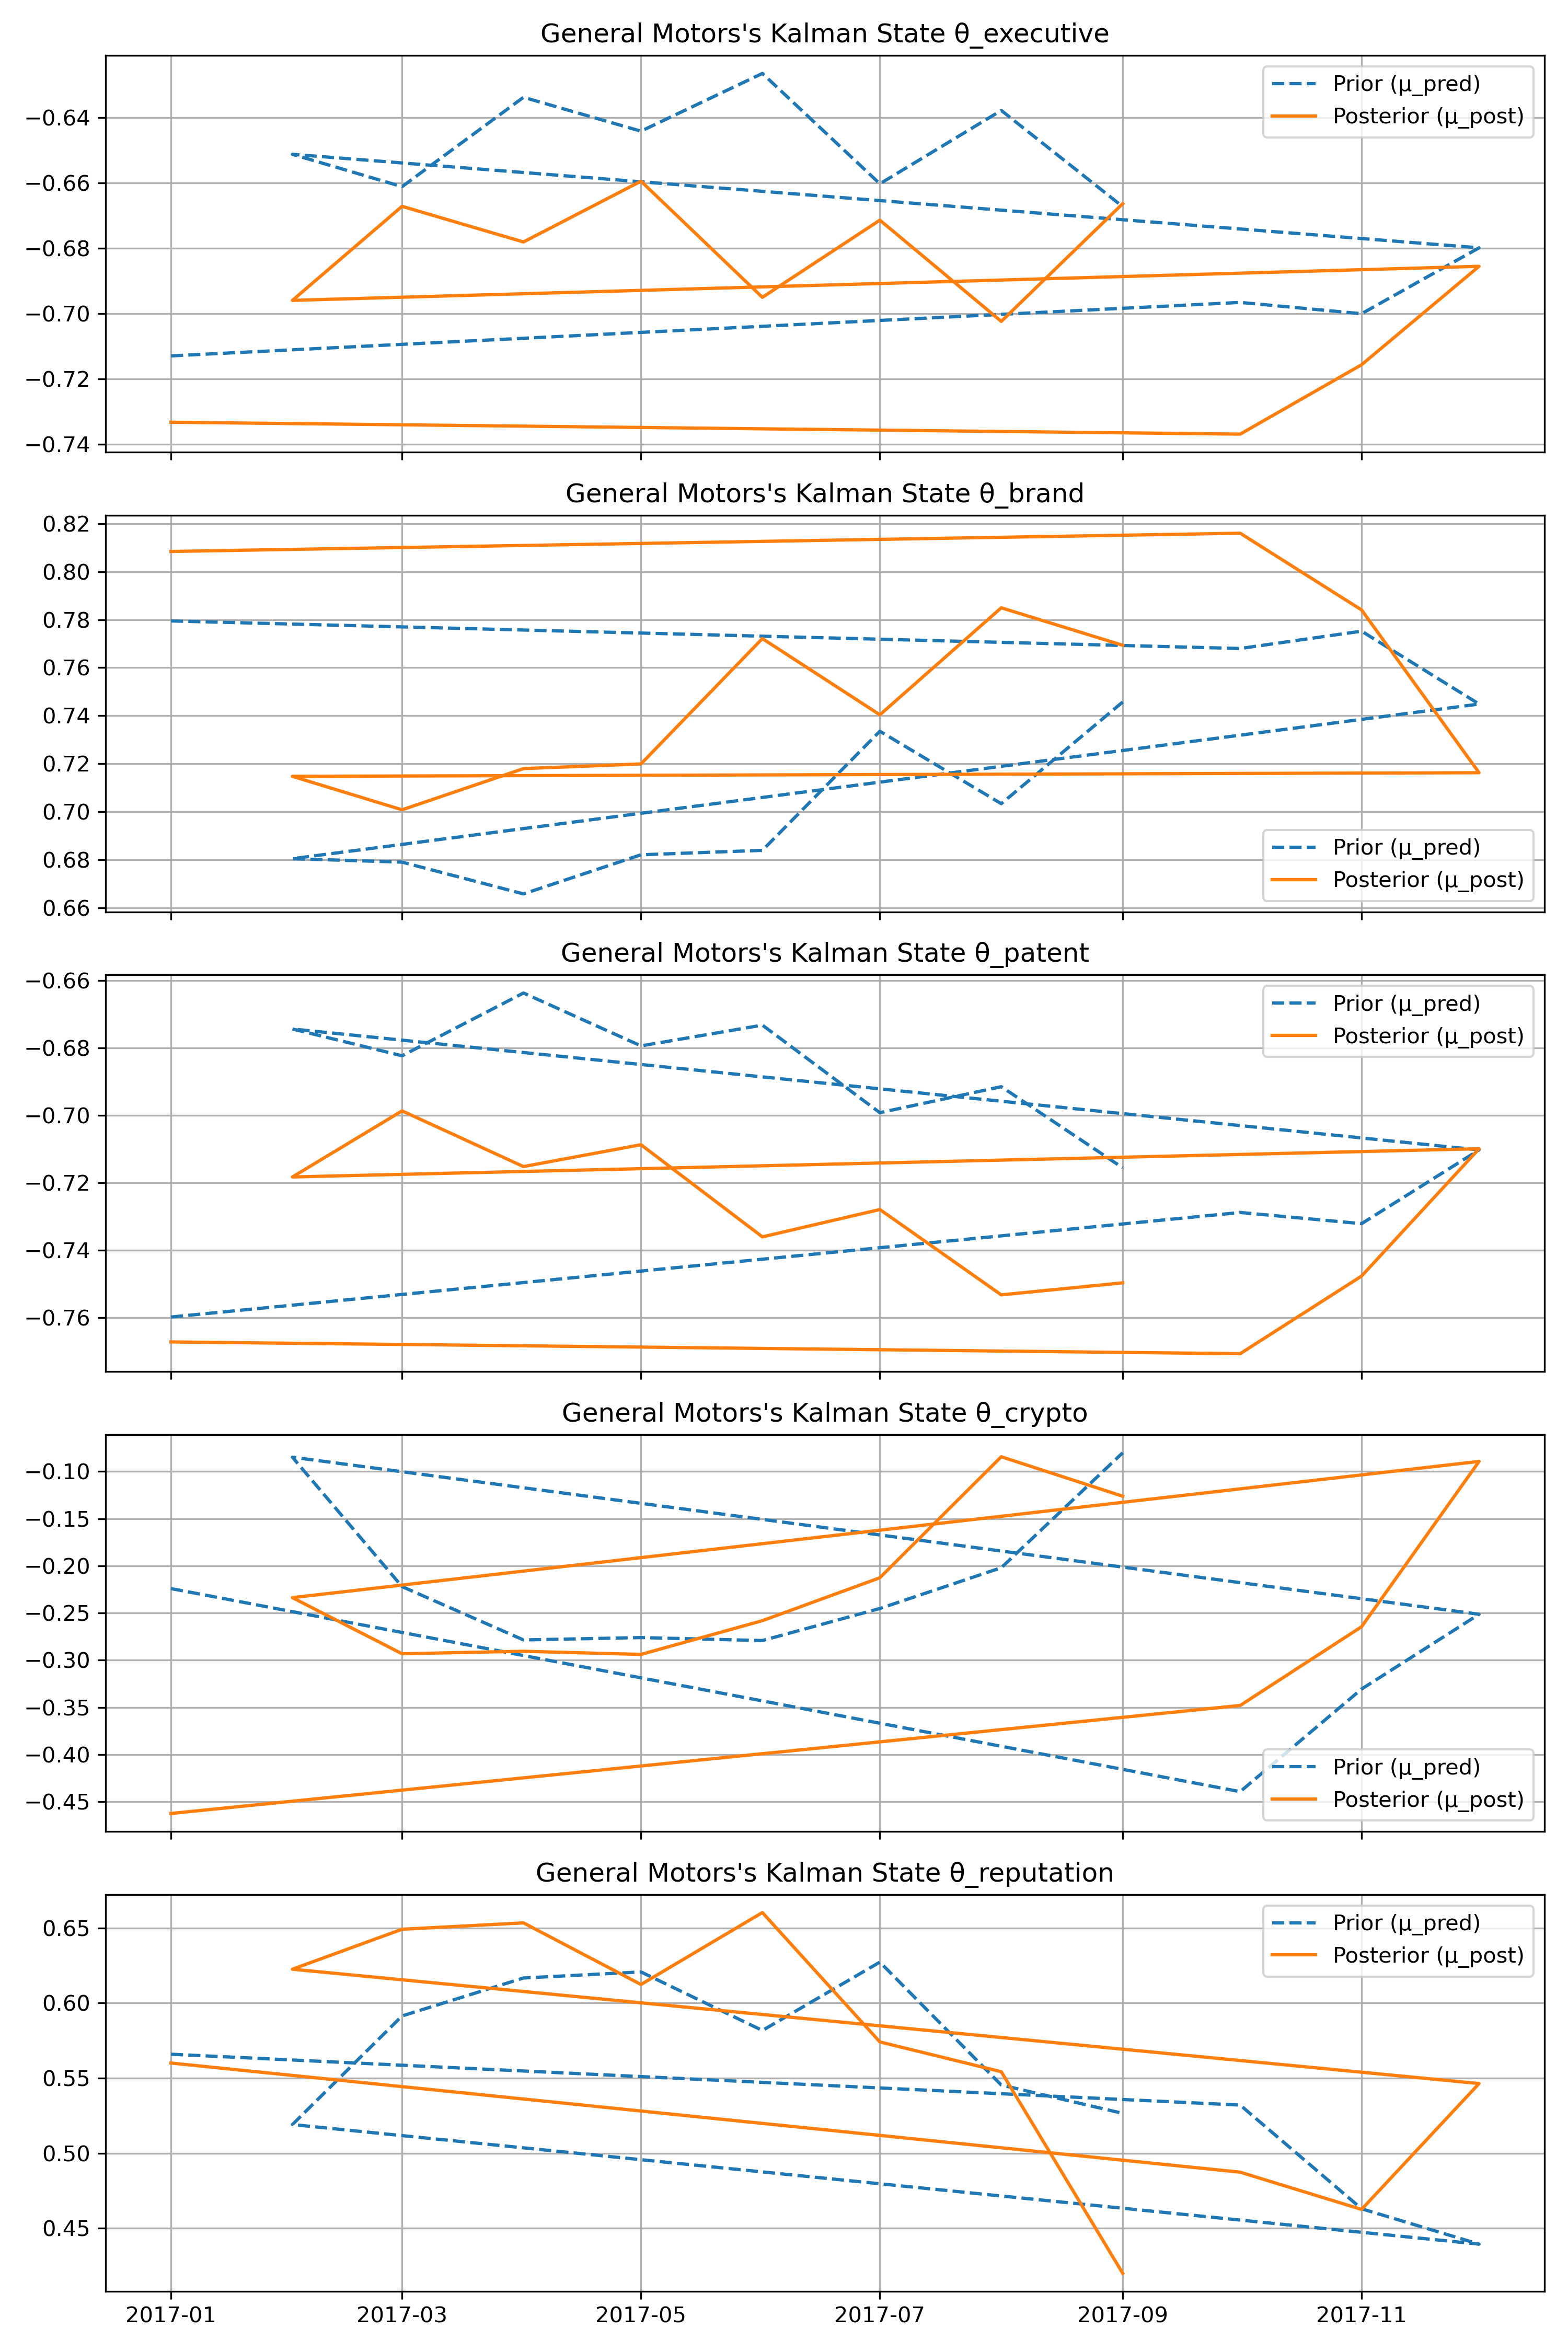 General Motors's Kalman State θ_executive
Prior (μ_pred)
Posterior (μ_post)
−0.64
−0.66
−0.68
−0.70
−0.72
−0.74
General Motors's Kalman State θ_brand
0.82
0.80
0.78
0.76
0.74
0.72
0.70
0.68
0.66
Prior (μ_pred)
Posterior (μ_post)
General Motors's Kalman State θ_patent
−0.66
Prior (μ_pred)
Posterior (μ_post)
−0.68
−0.70
−0.72
−0.74
−0.76
General Motors's Kalman State θ_crypto
−0.10
−0.15
−0.20
−0.25
−0.30
−0.35
−0.40
−0.45
Prior (μ_pred)
Posterior (μ_post)
General Motors's Kalman State θ_reputation
Prior (μ_pred)
Posterior (μ_post)
0.65
0.60
0.55
0.50
0.45
2017-01 2017-03 2017-05 2017-07 2017-09 2017-11